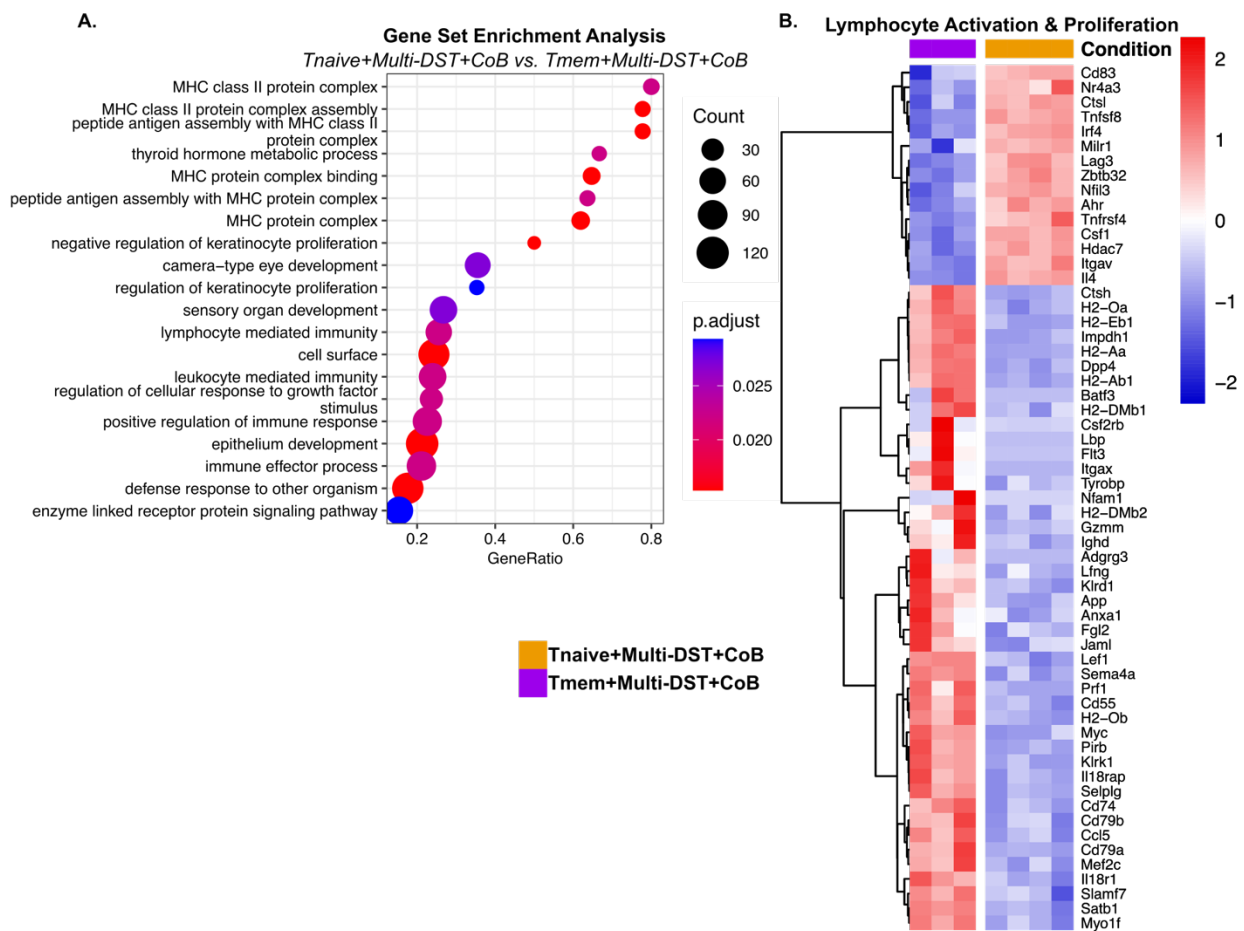 A.
Gene Set Enrichment Analysis
Tnaive+Multi-DST+CoB vs. Tmem+Multi-DST+CoB
MHC class II protein complex
MHC class II protein complex assembly
peptide antigen assembly with MHC class II
protein complex
thyroid hormone metabolic process
MHC protein complex binding
peptide antigen assembly with MHC protein complex
MHC protein complex
negative regulation of keratinocyte proliferation
camera-type eye development
regulation of keratinocyte proliferation
sensory organ development
lymphocyte mediated immunity
cell surface
leukocyte mediated immunity
regulation of cellular response to growth factor
stimulus
positive regulation of immune response
epithelium development
immune effector process
defense response to other organism
enzyme linked receptor protein signaling pathway
0.2 0.4 0.6 0.8
GeneRatio
Count
30
60
90
120
p.adjust
0.025
0.020
Tnaive+Multi-DST+CoB
Tmem+Multi-DST+CoB
B.
Lymphocyte Activation & Proliferation
Condition
Cd83
Nr4a3
Ctsl
Tnfsf8
Irf4
Milr1
Lag3
Zbtb32
Nfil3
Ahr
Tnfrsf4
Csf1
Hdac7
Itgav
Il4
Ctsh
H2-Oa
H2-Eb1
Impdh1
H2-Aa
Dpp4
H2-Ab1
Batf3
H2-DMb1
Csf2rb
Lbp
Flt3
Itgax
Tyrobp
Nfam1
H2-DMb2
Gzmm
Ighd
Adgrg3
Lfng
Klrd1
App
Anxa1
Fgl2
Jaml
Lef1
Sema4a
Prf1
Cd55
H2-Ob
Myc
Pirb
Klrk1
Il18rap
Selplg
Cd74
Cd79b
Ccl5
Cd79a
Mef2c
Il18r1
Slamf7
Satb1
Myo1f
2
1
0
-1
-2